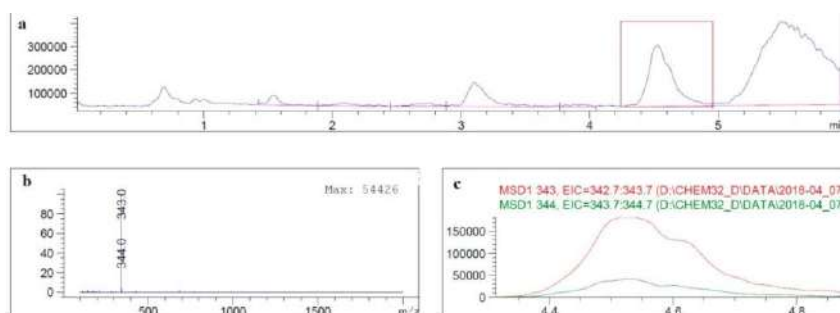 a
300000
200000
100000
1 2 3 4 5 mi
b
Max: 54426
343.0
344.0
80
60
40
20
0
500 1000 1500 m/z
c
MSD1 343, EIC=342.7:343.7 (D:\CHEM32_D\DATA\2018-04_07
MSD1 344, EIC=343.7:344.7 (D:\CHEM32_D\DATA\2018-04_07
150000
100000
50000
0
4.4 4.6 4.8